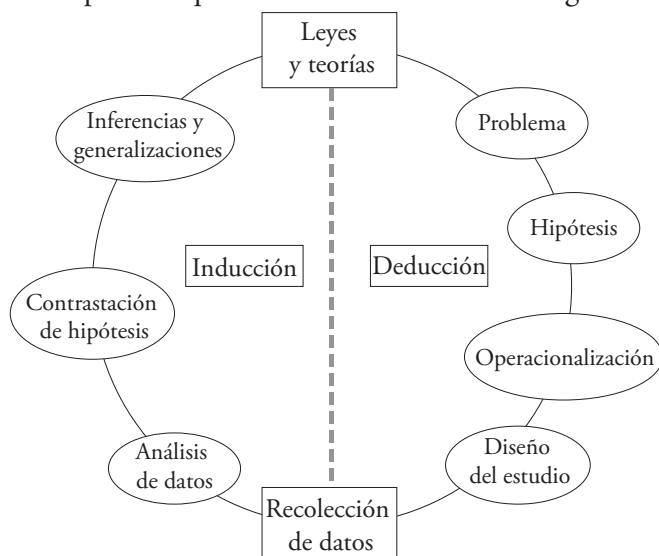 Leyes
y teorías
Inferencias y
generalizaciones
Problema
Hipótesis
Inducción
Deducción
Contrastación
de hipótesis
Operacionalización
Análisis
de datos
Diseño
del estudio
Recolección
de datos